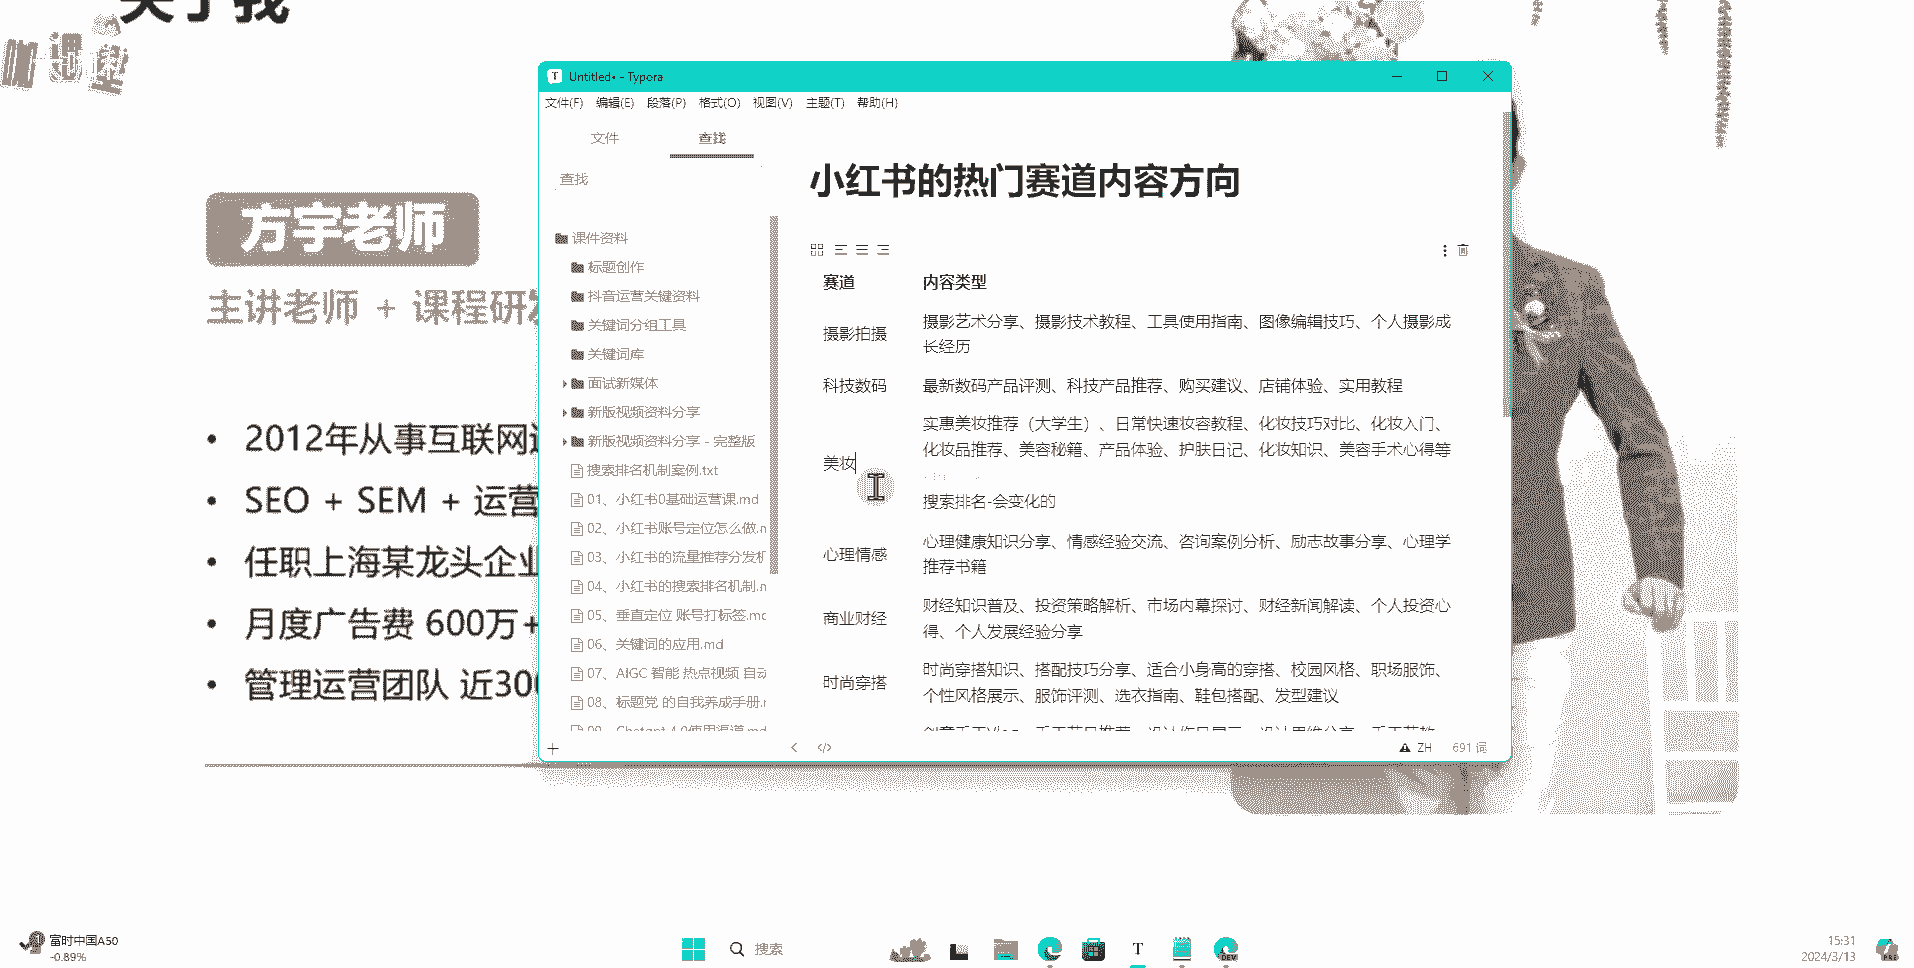 关于我
方宇老师
主讲老师 + 课程研发
2012年从事互联网
SEO + SEM + 运营
任职上海某龙头企业
月度广告费 600万+
管理运营团队 近300
Untitled• - Typora
文件(F) 编辑(E) 段落(P) 格式(O) 视图(V) 主题(T) 帮助(H)
文件 查找
查找
课件资料
标题创作
抖音运营关键资料
关键词分组工具
关键词库
面试新媒体
新版视频资料分享
新版视频资料分享 - 完整版
搜索排名机制案例.txt
01、小红书0基础运营课.md
02、小红书账号定位怎么做.m
03、小红书的流量推荐分发机
04、小红书的搜索排名机制.m
05、垂直定位 账号打标签.md
06、关键词的应用.md
07、AIGC 智能 热点视频 自动
08、标题党 的自我养成手册.m
09、Chatgpt 4.0使用渠道.md
小红书的热门赛道内容方向
赛道 内容类型
摄影拍摄 摄影艺术分享、摄影技术教程、工具使用指南、图像编辑技巧、个人摄影成
长经历
科技数码 最新数码产品评测、科技产品推荐、购买建议、店铺体验、实用教程
实惠美妆推荐（大学生）、日常快速妆容教程、化妆技巧对比、化妆入门、
化妆品推荐、美容秘籍、产品体验、护肤日记、化妆知识、美容手术心得等
美妆
搜索排名-会变化的
心理情感 心理健康知识分享、情感经验交流、咨询案例分析、励志故事分享、心理学
推荐书籍
商业财经 财经知识普及、投资策略解析、市场内幕探讨、财经新闻解读、个人投资心
得、个人发展经验分享
时尚穿搭 时尚穿搭知识、搭配技巧分享、适合小身高的穿搭、校园风格、职场服饰、
个性风格展示、服饰评测、选衣指南、鞋包搭配、发型建议
ZH 691 词
富时中国A50
-0.89%
搜索
DEV
15:31
2024/3/13
PRE